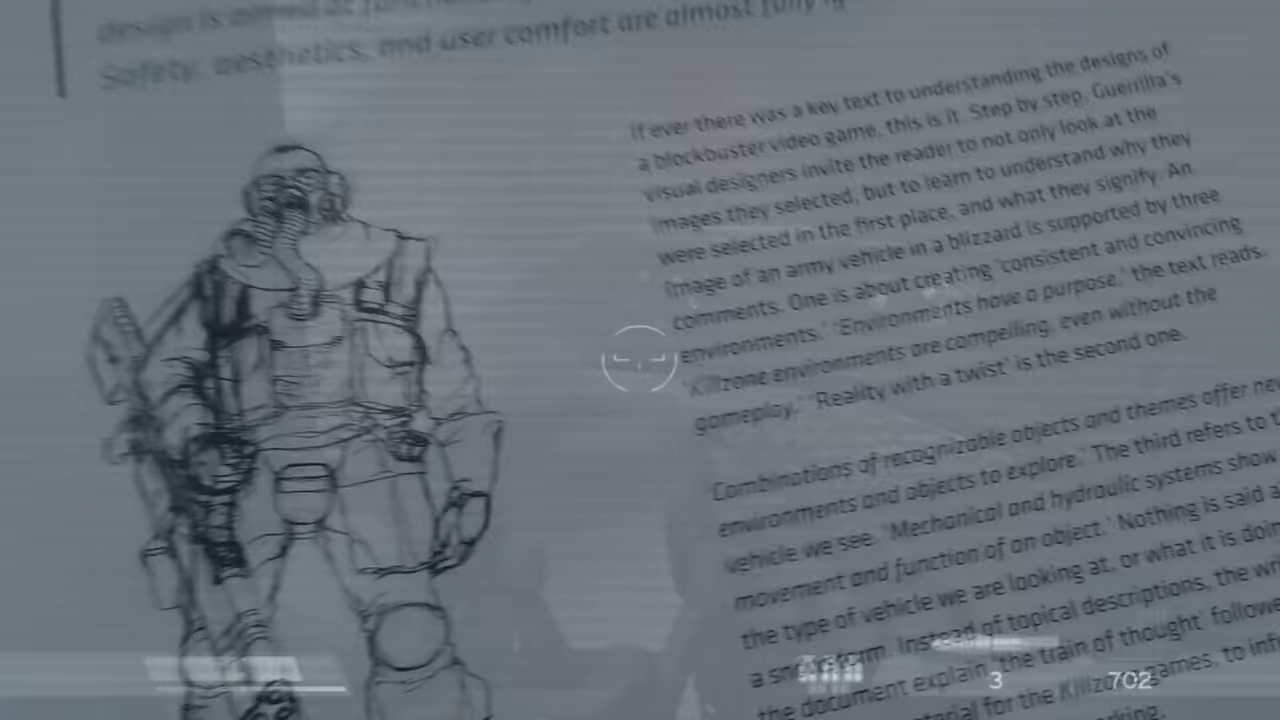 design is aimed at
Safety, aesthetics, and user comfort are almost fully
If ever there was a key text to understanding the designs of
a blockbuster video game, this is it. Step by step, Guerrilla's
visual designers invite the reader to not only look at the
images they selected, but to learn to understand why they
were selected in the first place, and what they signify. An
image of an army vehicle in a blizzard is supported by three
comments. One is about creating 'consistent and convincing
environments.' 'Environments have a purpose,' the text reads.
'Killzone environments are compelling, even without the
gameplay.' 'Reality with a twist' is the second one.
'Combinations of recognizable objects and themes offer new
environments and objects to explore.' The third refers to t
vehicle we see. 'Mechanical and hydraulic systems show
movement and function of an object.' Nothing is said a
the type of vehicle we are looking at, or what it is doin
a snowstorm. Instead of topical descriptions, the wri
the document explain 'the train of thought' followe
for the Killzone games, to inf
3 702